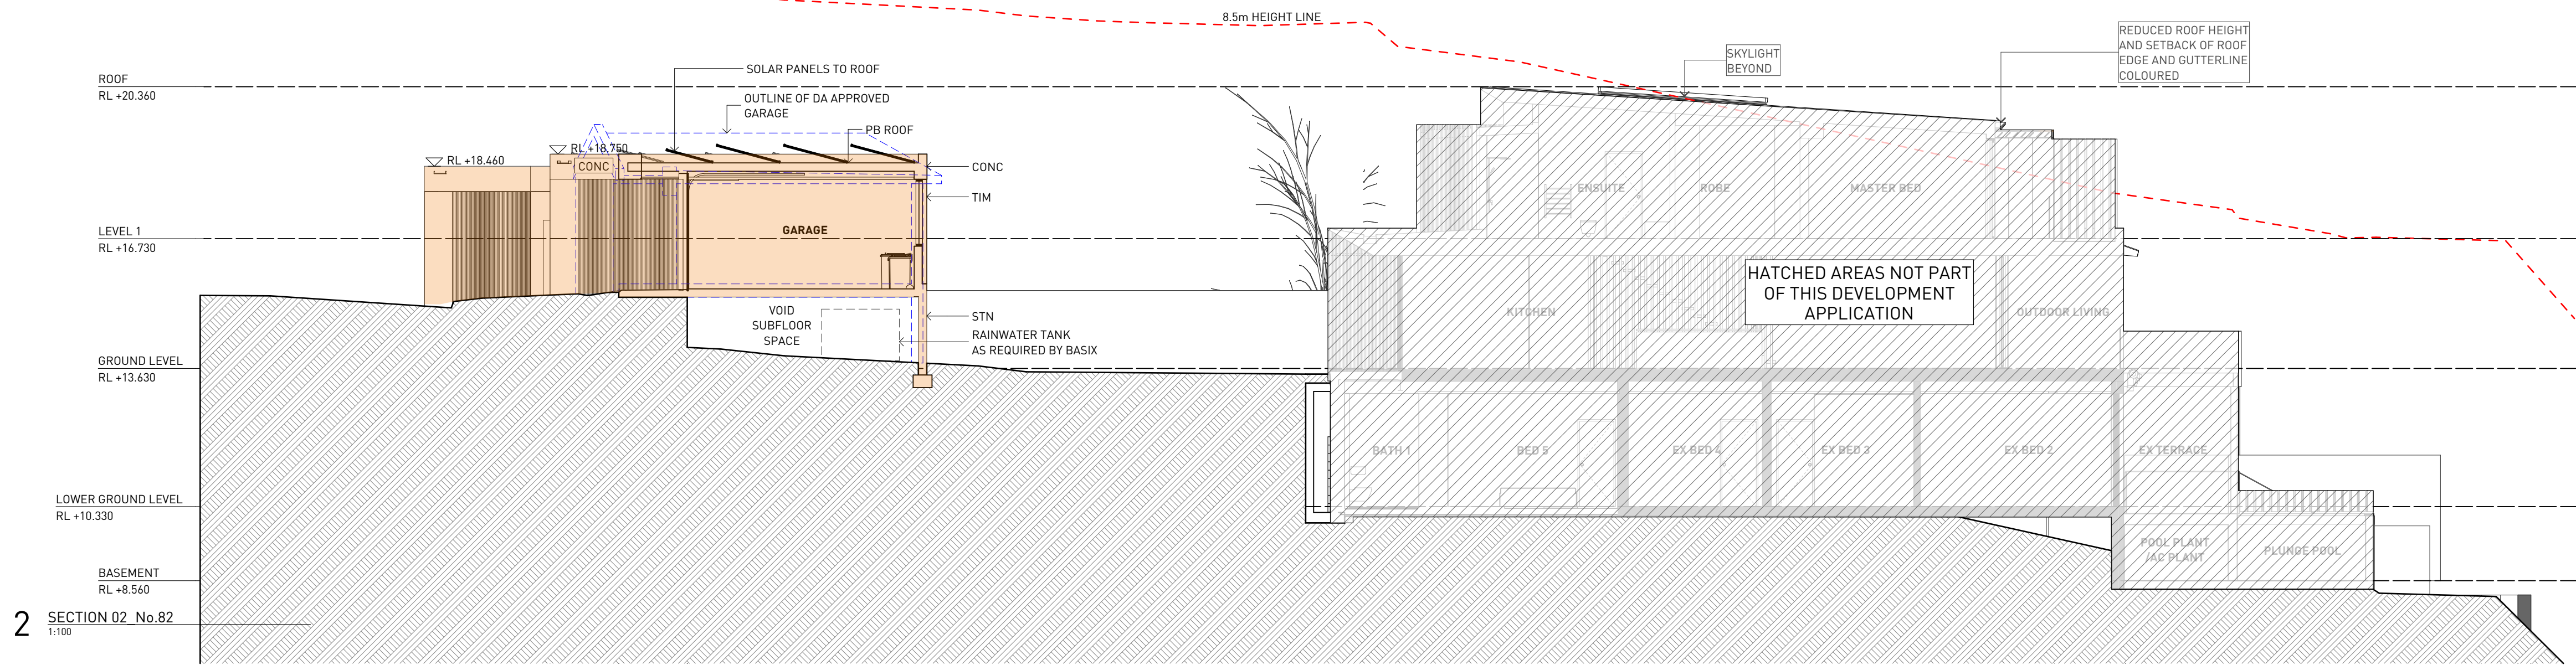 8.5m HEIGHT LINE
REDUCED ROOF HEIGHT
AND SETBACK OF ROOF
EDGE AND GUTTERLINE
COLOURED
SKYLIGHT
BEYOND
ROOF
RL +20.360
SOLAR PANELS TO ROOF
OUTLINE OF DA APPROVED
GARAGE
PB ROOF
RL +18.750
RL +18.460
CONC
CONC
TIM
ENSUITE
ROBE
MASTER BED
LEVEL 1
RL +16.730
GARAGE
HATCHED AREAS NOT PART
OF THIS DEVELOPMENT
APPLICATION
KITCHEN
OUTDOOR LIVING
VOID
SUBFLOOR
SPACE
STN
RAINWATER TANK
AS REQUIRED BY BASIX
GROUND LEVEL
RL +13.630
BATH 1
BED 5
EX BED 4
EX BED 3
EX BED 2
EX TERRACE
LOWER GROUND LEVEL
RL +10.330
POOL PLANT
/AC PLANT
PLUNGE POOL
BASEMENT
RL +8.560
2
SECTION 02_No.82
1:100